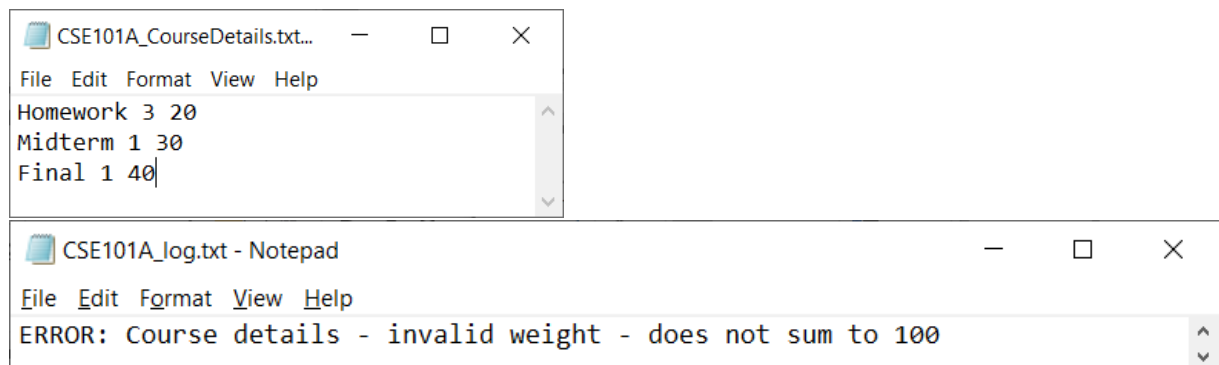 CSE101A_CourseDetails.txt...
File Edit Format View Help
Homework 3 20
Midterm 1 30
Final 1 40
CSE101A_log.txt - Notepad
File Edit Format View Help
ERROR: Course details - invalid weight - does not sum to 100